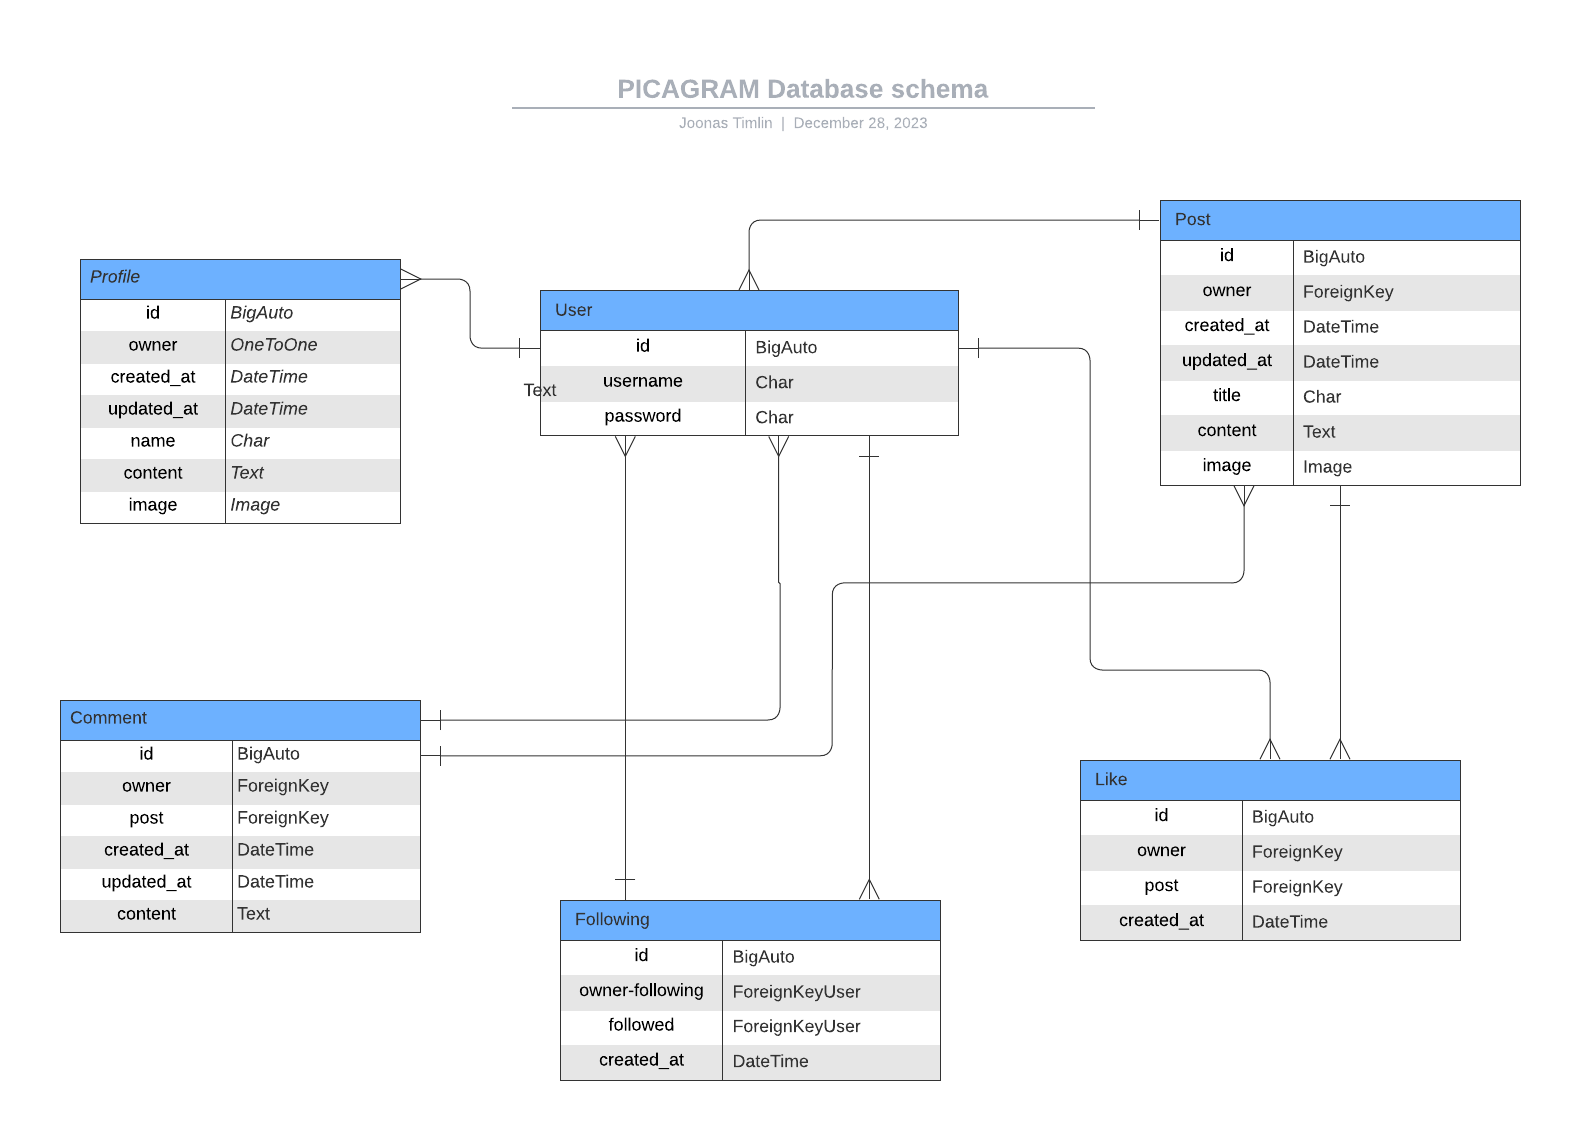 PICAGRAM Database schema
Joonas Timlin | December 28, 2023
Profile
id BigAuto
owner OneToOne
created_at DateTime
updated_at DateTime
name Char
content Text
image Image
User
id BigAuto
username Char
password Char
Text
Post
id BigAuto
owner ForeignKey
created_at DateTime
updated_at DateTime
title Char
content Text
image Image
Comment
id BigAuto
owner ForeignKey
post ForeignKey
created_at DateTime
updated_at DateTime
content Text
Following
id BigAuto
owner-following ForeignKeyUser
followed ForeignKeyUser
created_at DateTime
Like
id BigAuto
owner ForeignKey
post ForeignKey
created_at DateTime